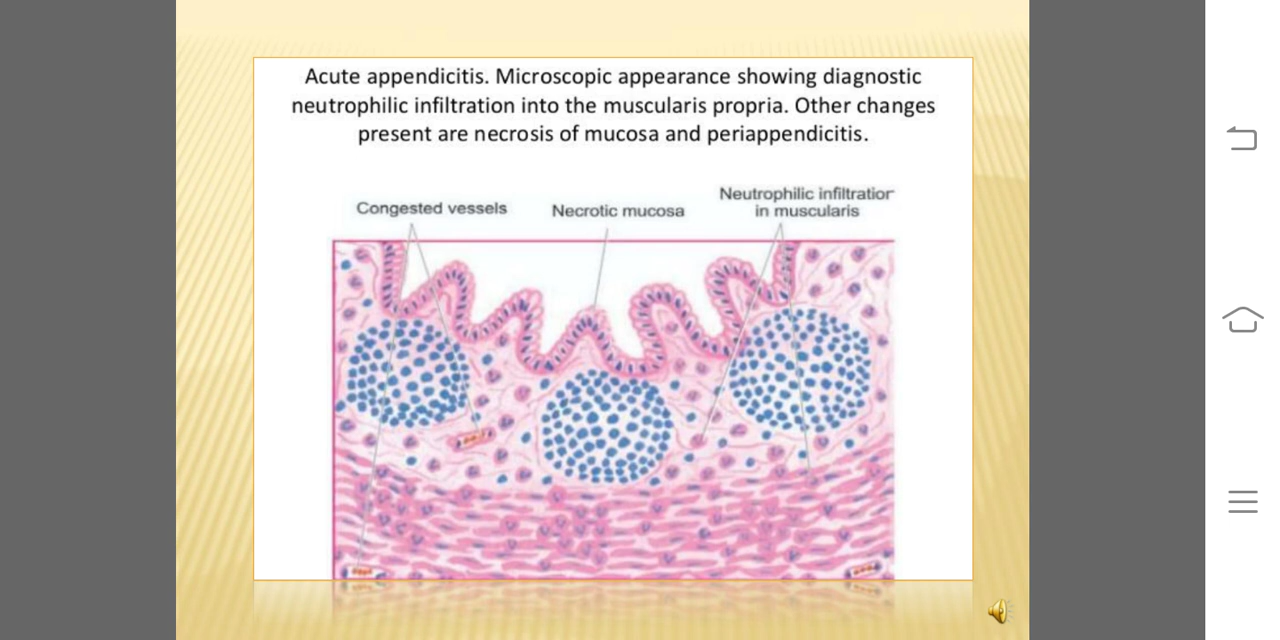 Acute appendicitis. Microscopic appearance showing diagnostic
neutrophilic infiltration into the muscularis propria. Other changes
present are necrosis of mucosa and periappendicitis.
Congested vessels
Necrotic mucosa
Neutrophilic infiltration
in muscularis